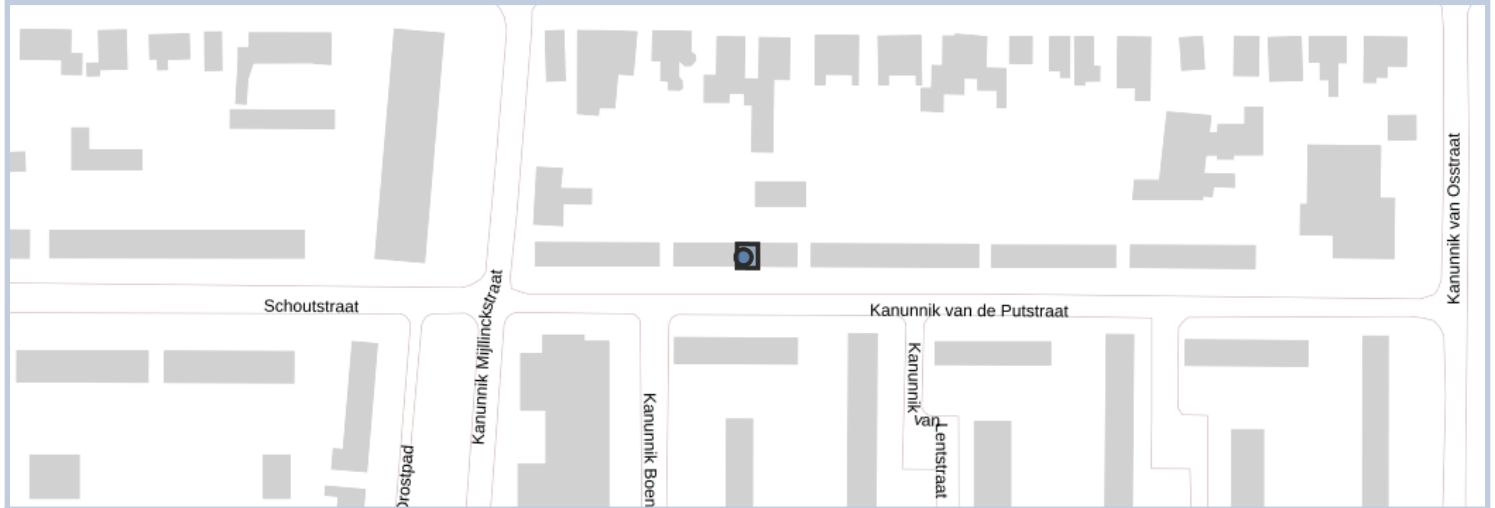 Kanunnik van Osstraat
Schoutstraat
Kanunnik Mijllinckstraat
Kanunnik van de Putstraat
Kanunnik
van
Lentstraat
Kanunnik Boen
Drostpad